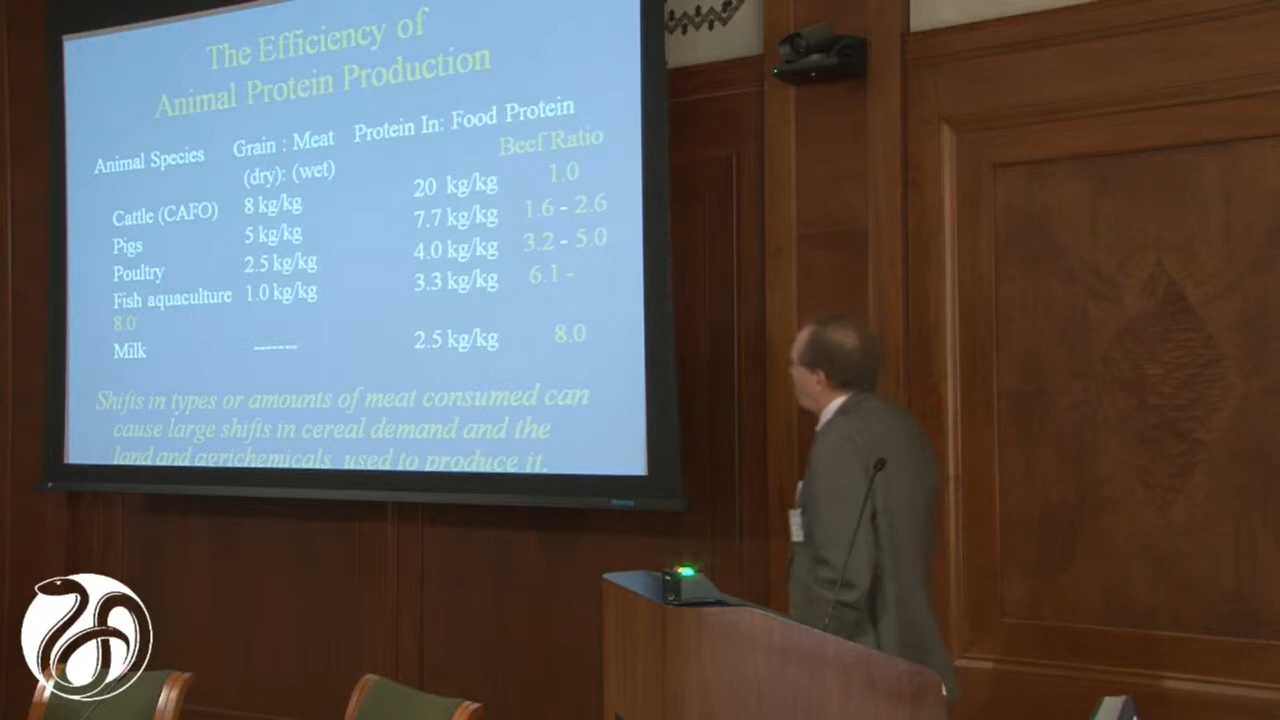 The Efficiency of
Animal Protein Production
Animal Species Grain : Meat Protein In: Food Protein
(dry): (wet) Beef Ratio
Cattle (CAFO) 8 kg/kg 20 kg/kg 1.0
Pigs 5 kg/kg 7.7 kg/kg 1.6 - 2.6
Poultry 2.5 kg/kg 4.0 kg/kg 3.2 - 5.0
Fish aquaculture 1.0 kg/kg 3.3 kg/kg 6.1 -
8.0
Milk ------ 2.5 kg/kg 8.0
Shifts in types or amounts of meat consumed can
cause large shifts in cereal demand and the
land and agrichemicals used to produce it.